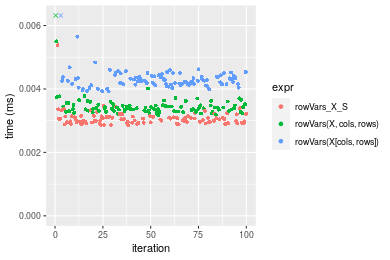 0.006
0.004
0.002
0.000
time (ms)
0
25
50
75
100
iteration
expr
rowVars_X_S
rowVars(X, cols, rows)
rowVars(X[cols, rows])